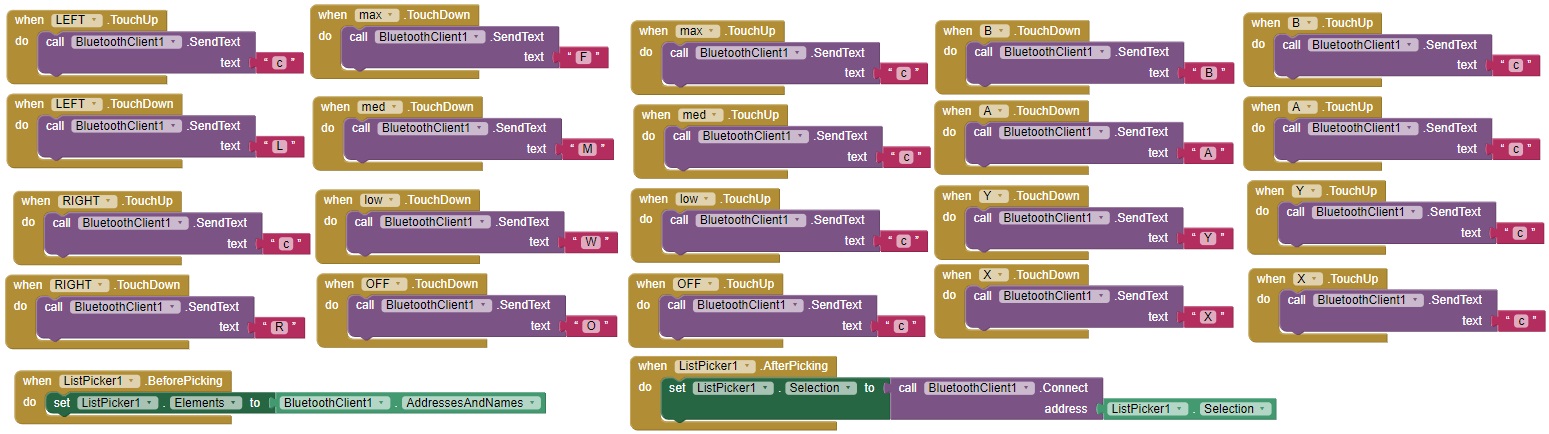 when LEFT .TouchUp
do call BluetoothClient1 .SendText
text " c "
when max .TouchDown
do call BluetoothClient1 .SendText
text " F "
when max .TouchUp
do call BluetoothClient1 .SendText
text " c "
when B .TouchDown
do call BluetoothClient1 .SendText
text " B "
when B .TouchUp
do call BluetoothClient1 .SendText
text " c "
when LEFT .TouchDown
do call BluetoothClient1 .SendText
text " L "
when med .TouchDown
do call BluetoothClient1 .SendText
text " M "
when med .TouchUp
do call BluetoothClient1 .SendText
text " c "
when A .TouchDown
do call BluetoothClient1 .SendText
text " A "
when A .TouchUp
do call BluetoothClient1 .SendText
text " c "
when RIGHT .TouchUp
do call BluetoothClient1 .SendText
text " c "
when low .TouchDown
do call BluetoothClient1 .SendText
text " W "
when low .TouchUp
do call BluetoothClient1 .SendText
text " c "
when Y .TouchDown
do call BluetoothClient1 .SendText
text " Y "
when Y .TouchUp
do call BluetoothClient1 .SendText
text " c "
when RIGHT .TouchDown
do call BluetoothClient1 .SendText
text " R "
when OFF .TouchDown
do call BluetoothClient1 .SendText
text " O "
when OFF .TouchUp
do call BluetoothClient1 .SendText
text " c "
when X .TouchDown
do call BluetoothClient1 .SendText
text " X "
when X .TouchUp
do call BluetoothClient1 .SendText
text " c "
when ListPicker1 .BeforePicking
do set ListPicker1 . Elements to BluetoothClient1 . AddressesAndNames
when ListPicker1 .AfterPicking
do set ListPicker1 . Selection to call BluetoothClient1 .Connect
address ListPicker1 . Selection